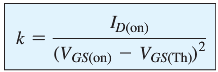 k = I_D(on) / (V_GS(on) − V_GS(Th))²